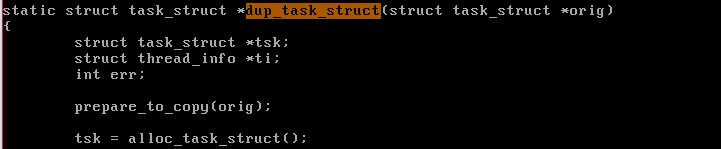 static struct task_struct *dup_task_struct(struct task_struct *orig)
{
        struct task_struct *tsk;
        struct thread_info *ti;
        int err;

        prepare_to_copy(orig);

        tsk = alloc_task_struct();